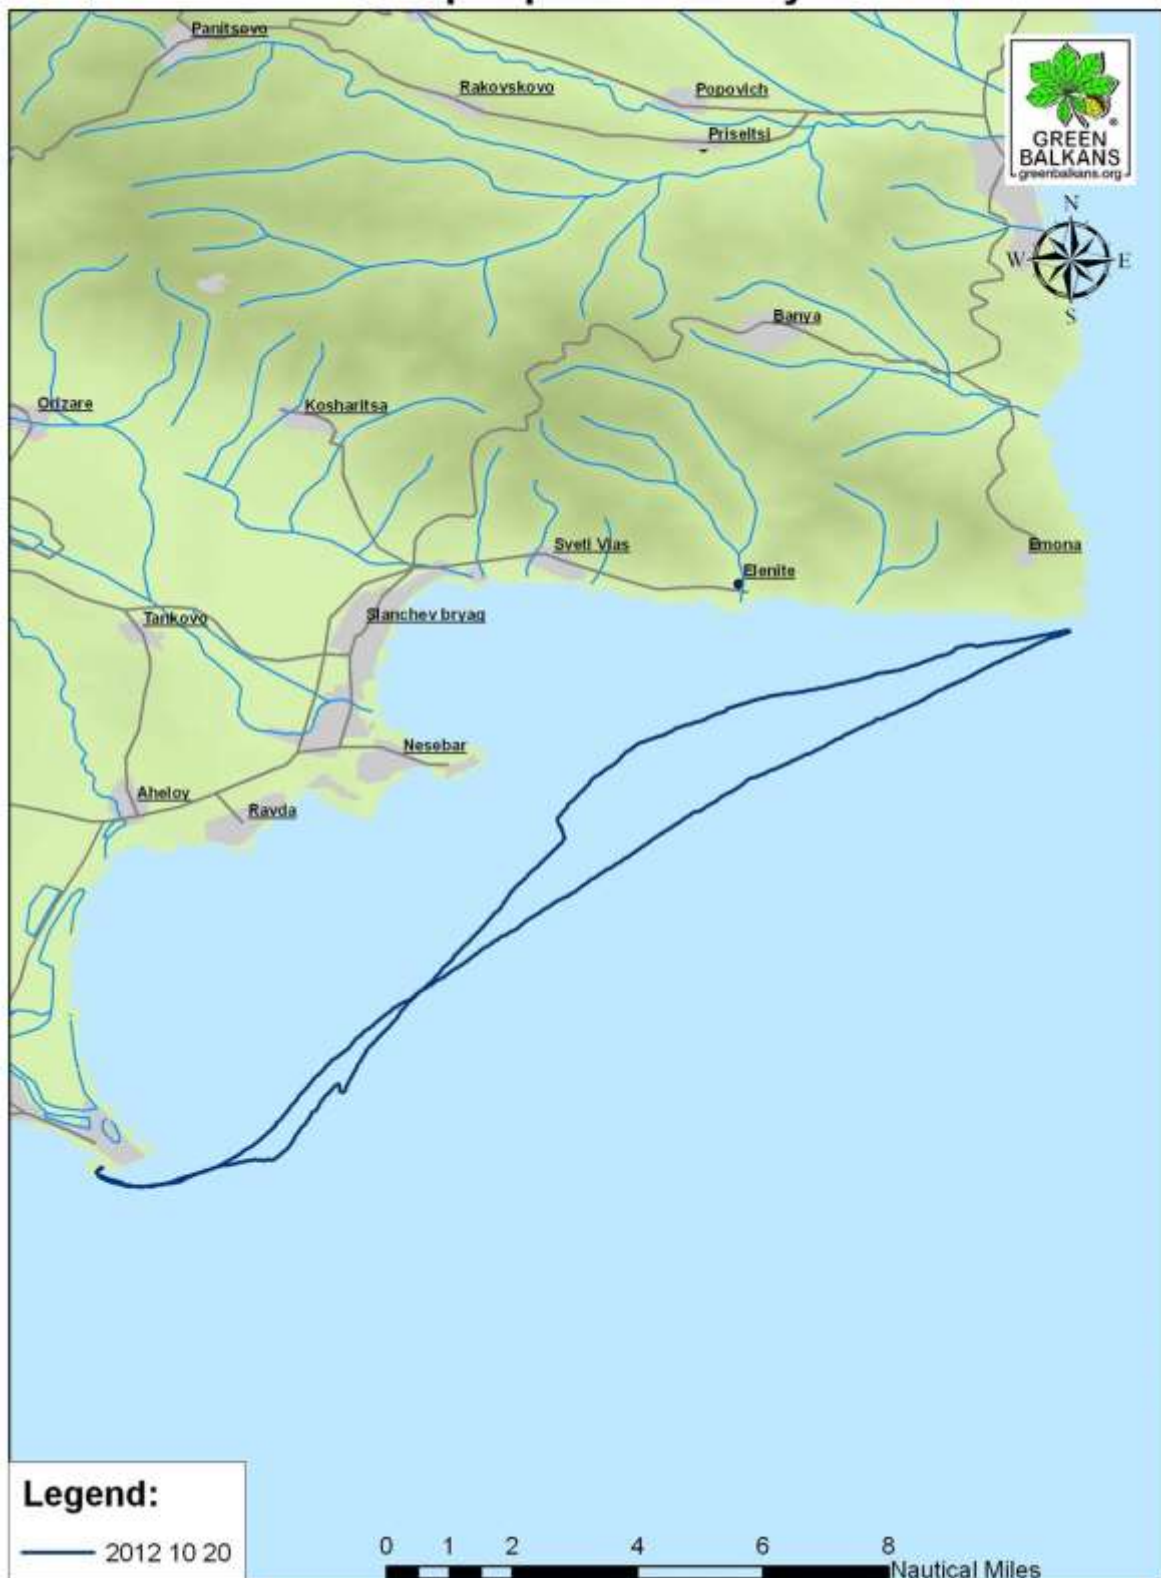 Panitsovo
Rakovskovo
Popovich
Priseltsi
GREEN
BALKANS
®
greenbalkans.org
N
W E
S
Banya
Orizare
Kosharitsa
Sveti Vlas
Emona
Elenite
Slanchev bryag
Tankovo
Nesebar
Aheloy
Ravda
Legend:
2012 10 20
0 1 2 4 6 8
Nautical Miles